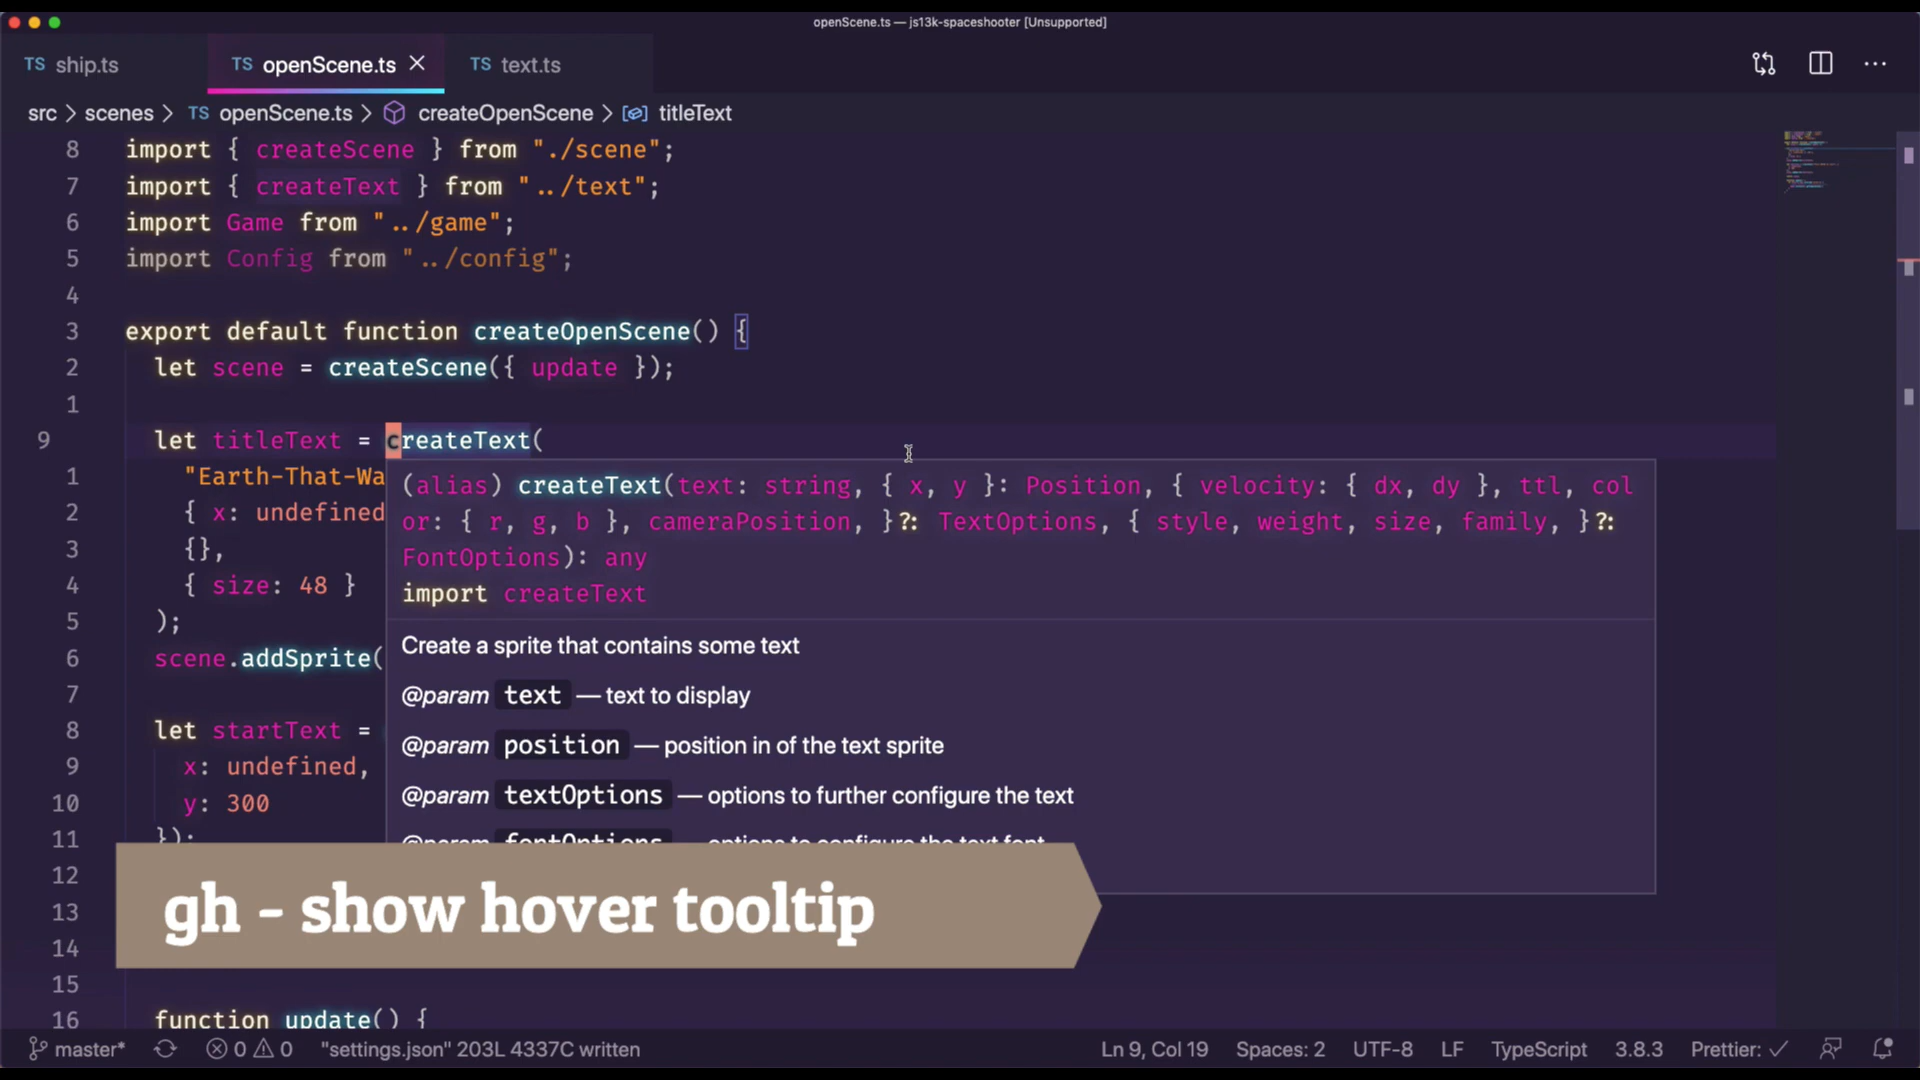 openScene.ts — js13k-spaceshooter [Unsupported]
TS ship.ts TS openScene.ts TS text.ts
src scenes TS openScene.ts createOpenScene titleText
8 import { createScene } from "./scene";
7 import { createText } from "../text";
6 import Game from "../game";
5 import Config from "../config";
4
3 export default function createOpenScene() {
2 let scene = createScene({ update });
1
9 let titleText = createText(
1 "Earth-That-Wa
2 { x: undefined
3 {},
4 { size: 48 }
5 );
6 scene.addSprite(
7
8 let startText =
9 x: undefined,
10 y: 300
11 });
12
13
14
15
16 function update() {
(alias) createText(text: string, { x, y }: Position, { velocity: { dx, dy }, ttl, col
or: { r, g, b }, cameraPosition, }?: TextOptions, { style, weight, size, family, }?:
FontOptions): any
import createText
Create a sprite that contains some text
@param text — text to display
@param position — position in of the text sprite
@param textOptions — options to further configure the text
@param fontOptions — options to configure the text font
gh - show hover tooltip
master* 0 0 "settings.json" 203L 4337C written Ln 9, Col 19 Spaces: 2 UTF-8 LF TypeScript 3.8.3 Prettier: ✓